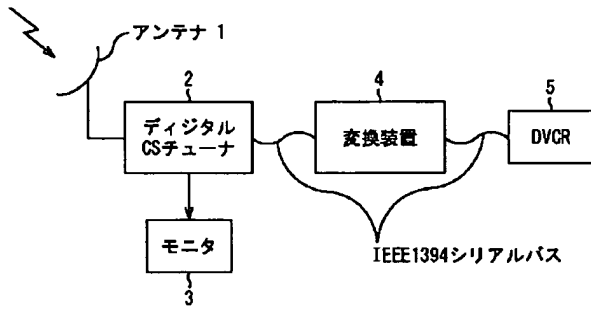 アンテナ 1
2
ディジタル
CSチューナ
4
変換装置
5
DVCR
モニタ
3
IEEE1394シリアルバス